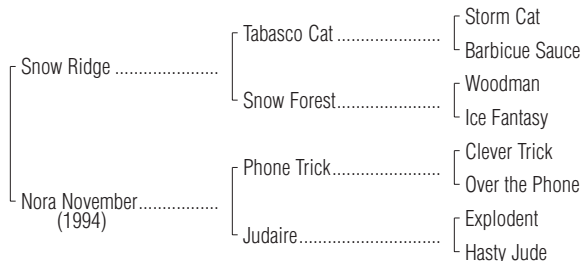 Storm Cat
Tabasco Cat ......................
Barbicue Sauce
Snow Ridge ......................
Woodman
Snow Forest......................
Ice Fantasy
Clever Trick
Phone Trick.......................
Over the Phone
Nora November.................
(1994)
Explodent
Judaire..............................
Hasty Jude